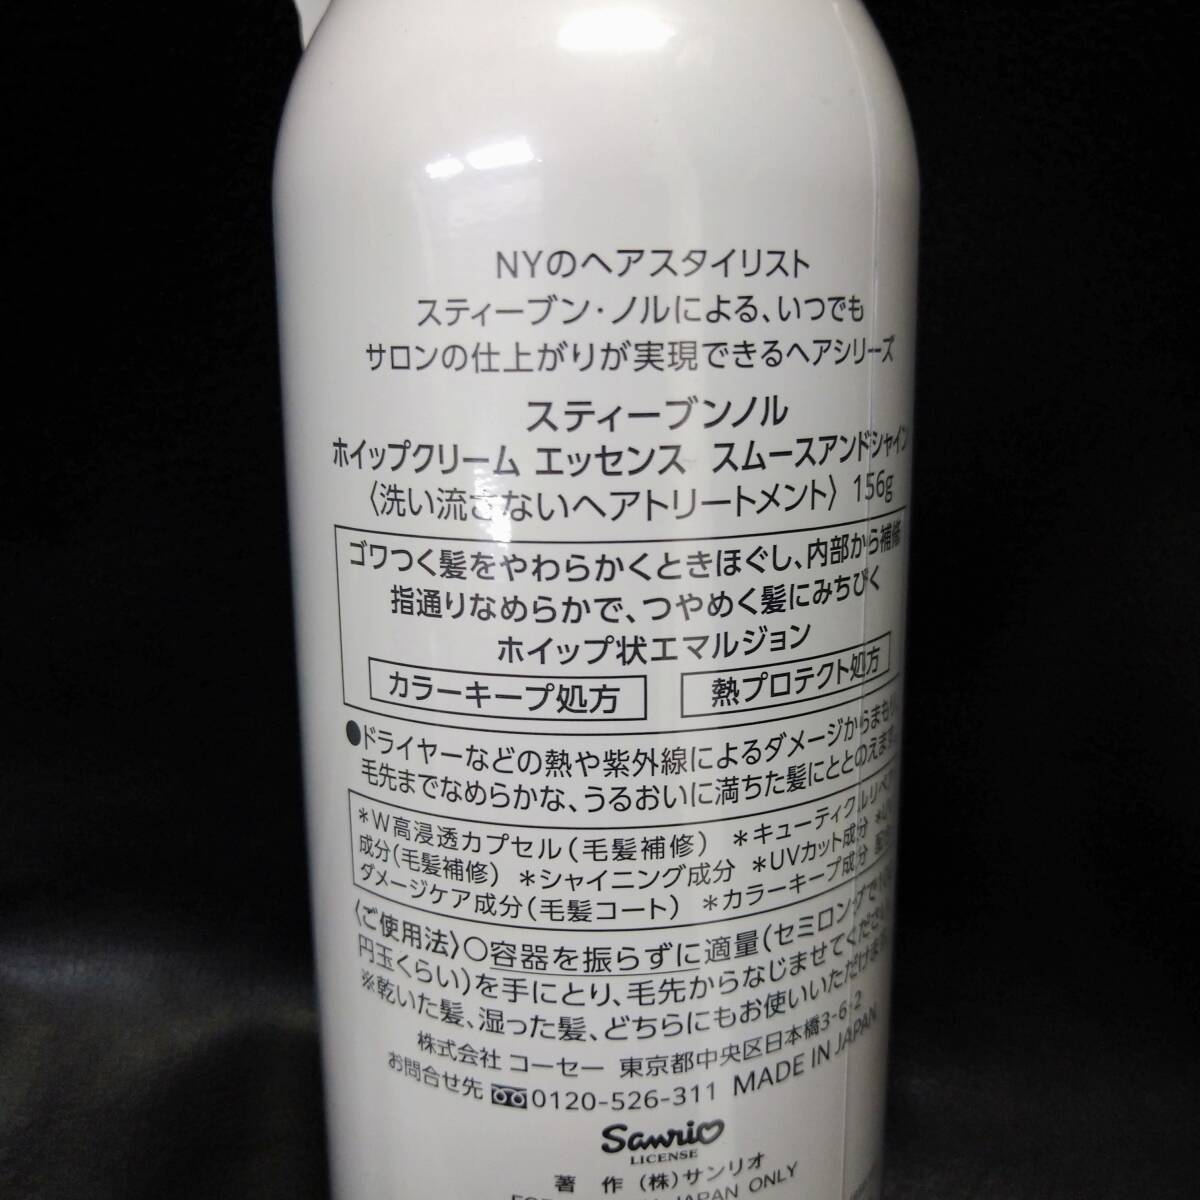 NYのヘアスタイリスト
スティーブン・ノルによる、いつでも
サロンの仕上がりが実現できるヘアシリーズ
スティーブンノル
ホイップクリーム エッセンス スムースアンドシャイン
〈洗い流さないヘアトリートメント〉 156g
ゴワつく髪をやわらかくときほぐし、内部から補修
指通りなめらかで、つやめく髪にみちびく
ホイップ状エマルジョン
カラーキープ処方 熱プロテクト処方
●ドライヤーなどの熱や紫外線によるダメージからまもり、
毛先までなめらかな、うるおいに満ちた髪にととのえます
*W高浸透カプセル(毛髪補修) *キューティクルリペア
成分(毛髪補修) *シャイニング成分 *UVカット成分
ダメージケア成分(毛髪コート) *カラーキープ成分
〈ご使用法〉○容器を振らずに適量(セミロングで
円玉くらい)を手にとり、毛先からなじませてください
※乾いた髪、湿った髪、どちらにもお使いいただけます
株式会社 コーセー 東京都中央区日本橋3-6-2
お問合せ先 0120-526-311 MADE IN JAPAN
Sanrio
LICENSE
著作 (株)サンリオ
JAPAN ONLY